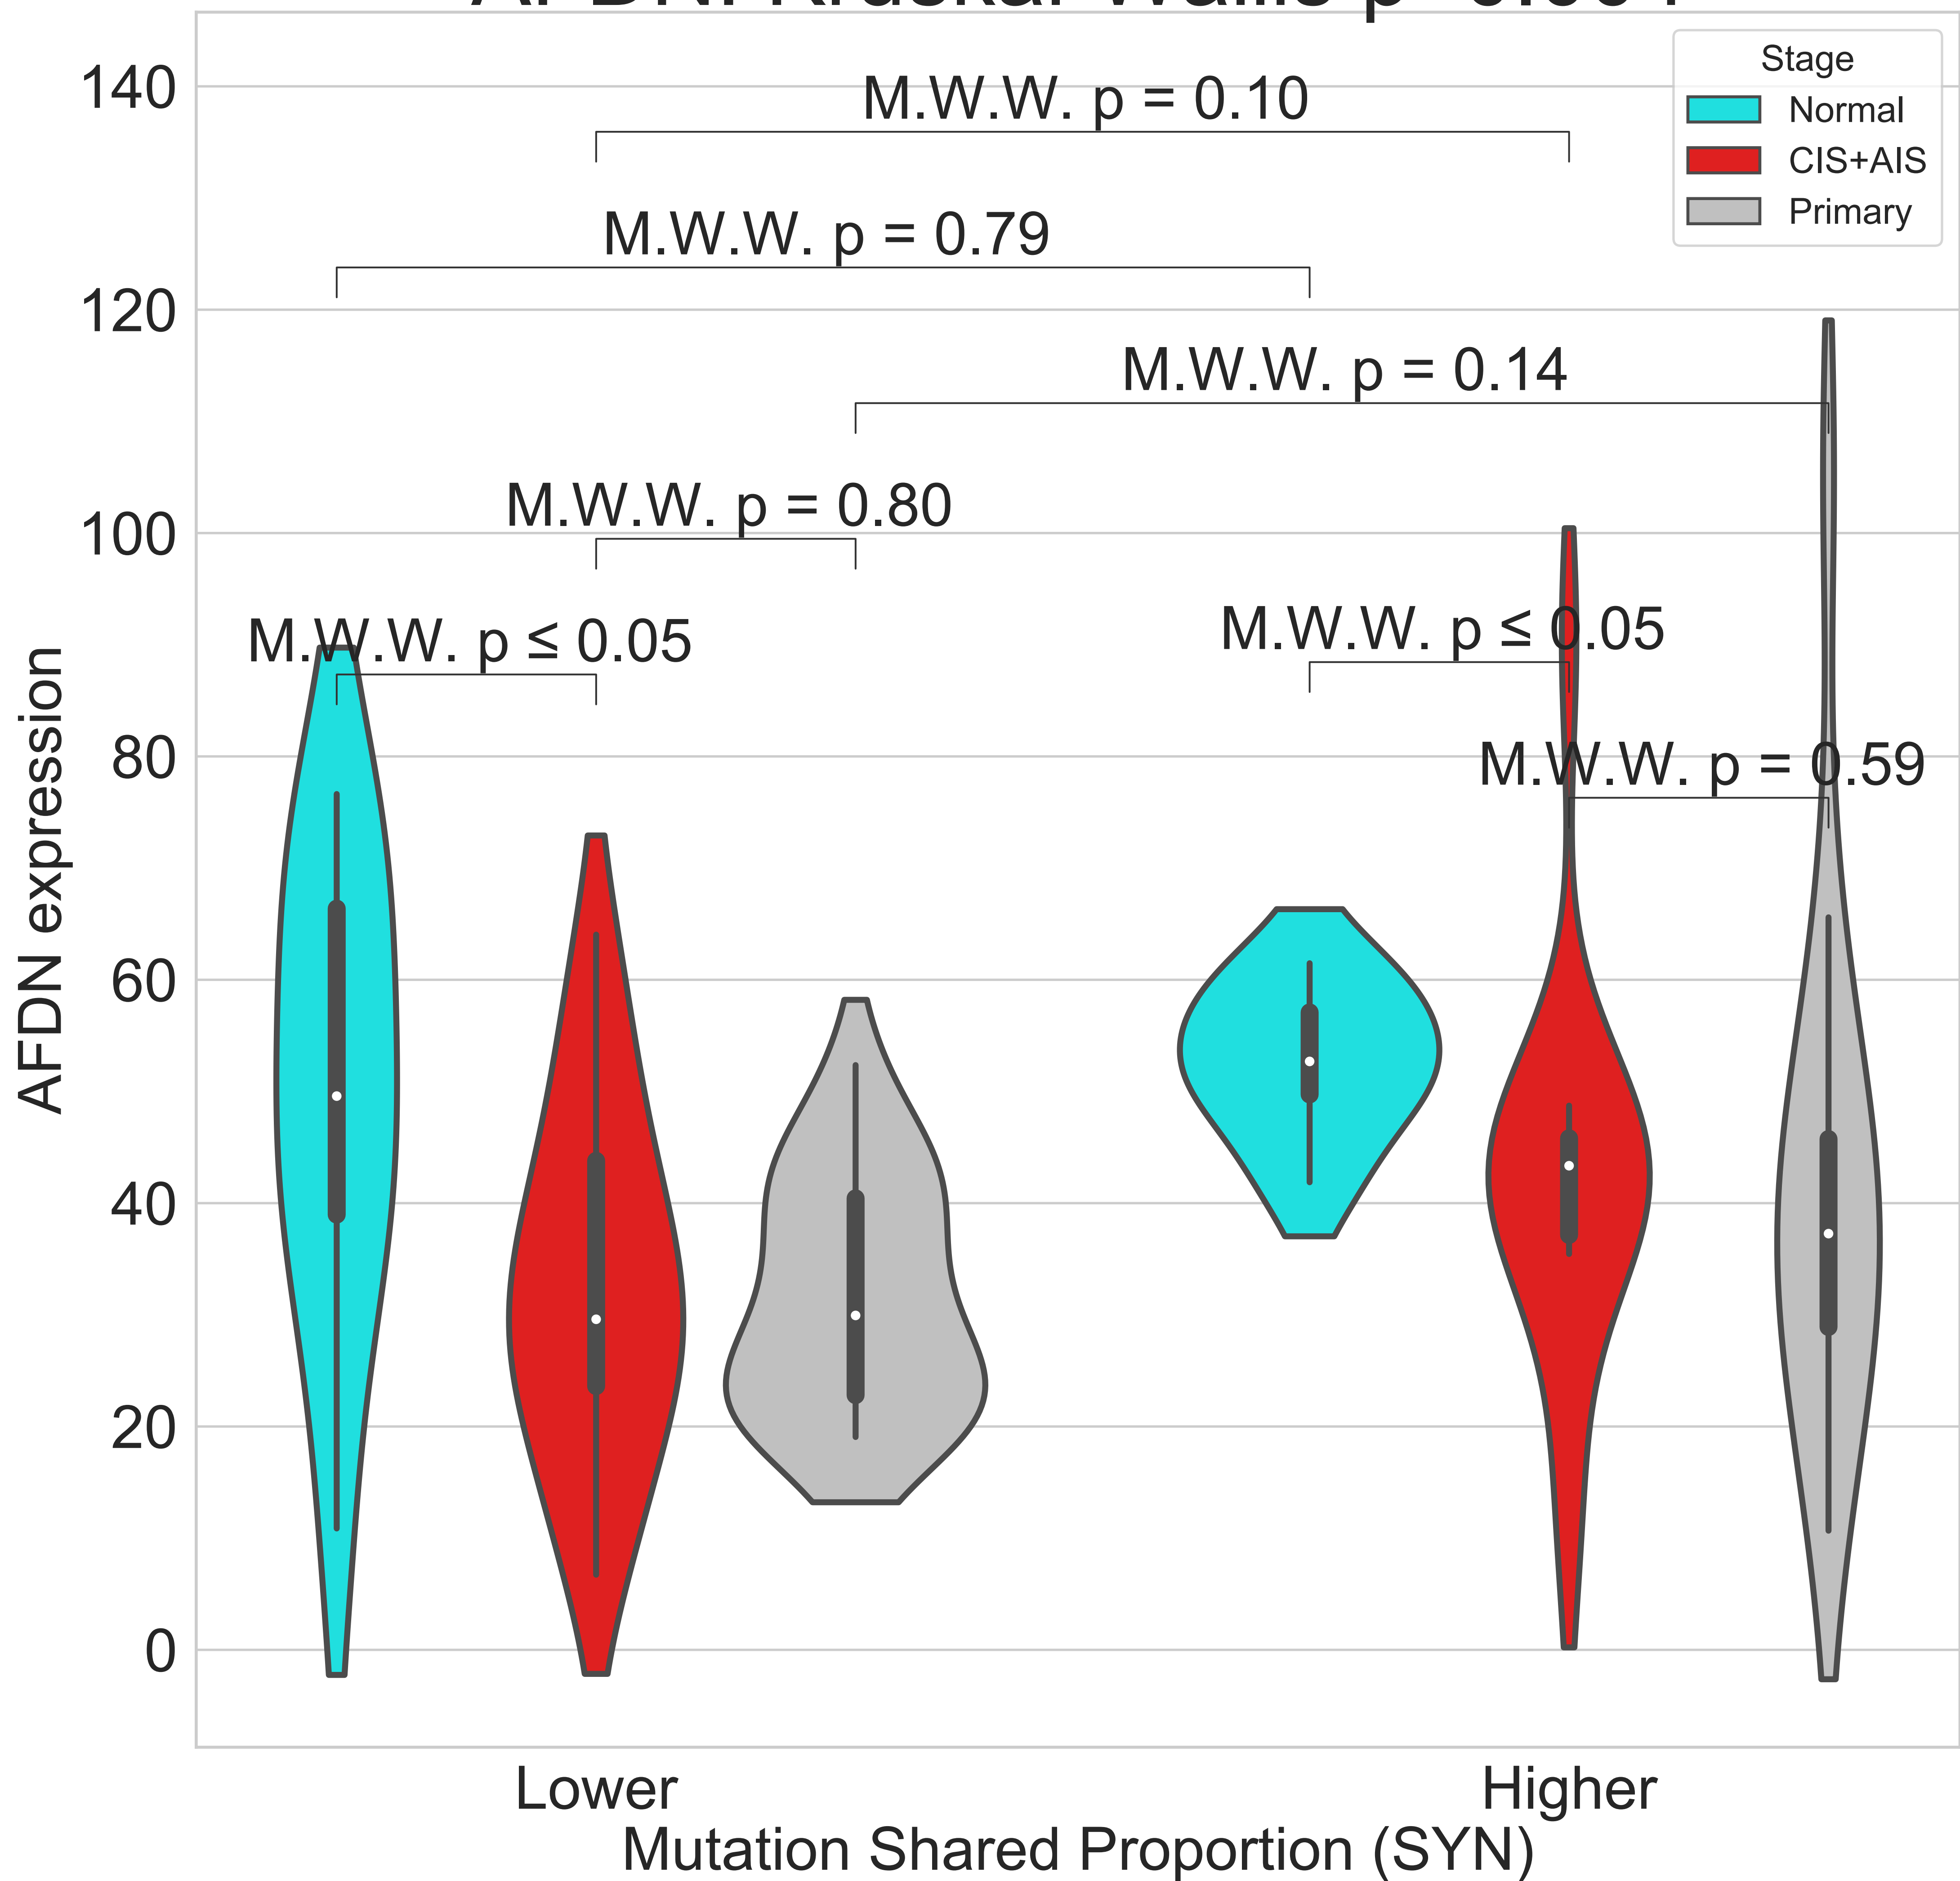 Stage
Normal
CIS+AIS
Primary
140
120
100
80
60
40
20
0
AFDN expression
M.W.W. p = 0.10
M.W.W. p = 0.79
M.W.W. p = 0.14
M.W.W. p = 0.80
M.W.W. p ≤ 0.05
M.W.W. p ≤ 0.05
M.W.W. p = 0.59
Lower
Higher
Mutation Shared Proportion (SYN)